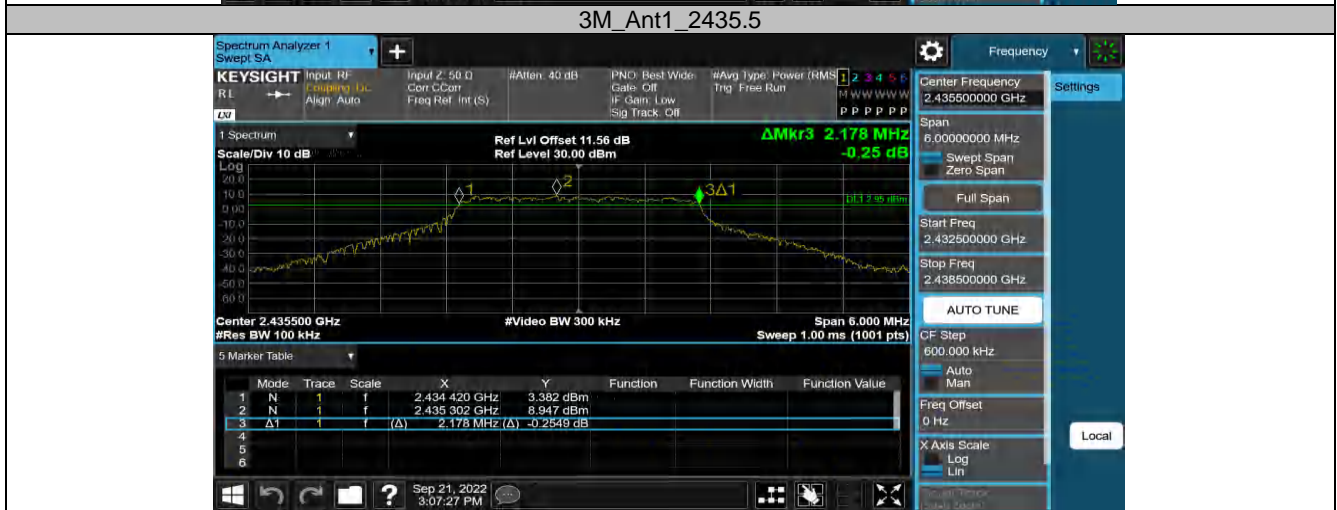 3M_Ant1_2435.5
Spectrum Analyzer 1
Swept SA
+
Frequency
KEYSIGHT
RL
LXI
Input: RF
Coupling: DC
Align: Auto
Input Z: 50 Ω
Corr CCorr
Freq Ref: Int (S)
#Atten: 40 dB
PNO: Best Wide
Gate: Off
IF Gain: Low
Sig Track: Off
#Avg Type: Power (RMS
Trig: Free Run
1 2 3 4 5 6
M W W W W W
P P P P P P
Center Frequency
2.435500000 GHz
Settings
1 Spectrum
Scale/Div 10 dB
Ref Lvl Offset 11.56 dB
Ref Level 30.00 dBm
ΔMkr3 2.178 MHz
-0.25 dB
Span
6.00000000 MHz
Swept Span
Zero Span
Full Span
Start Freq
2.432500000 GHz
Stop Freq
2.438500000 GHz
AUTO TUNE
CF Step
600.000 kHz
Auto
Man
Freq Offset
0 Hz
X Axis Scale
Log
Lin
Local
Log
20.0
10.0
0.00
-10.0
-20.0
-30.0
-40.0
-50.0
-60.0
1
2
3Δ1
DL1 2.95 dBm
Center 2.435500 GHz
#Res BW 100 kHz
#Video BW 300 kHz
Span 6.000 MHz
Sweep 1.00 ms (1001 pts)
5 Marker Table
Mode Trace Scale X Y Function Function Width Function Value
1 N 1 f 2.434 420 GHz 3.382 dBm
2 N 1 f 2.435 302 GHz 8.947 dBm
3 Δ1 1 f (Δ) 2.178 MHz (Δ) -0.2549 dB
4
5
6
?
Sep 21, 2022
3:07:27 PM